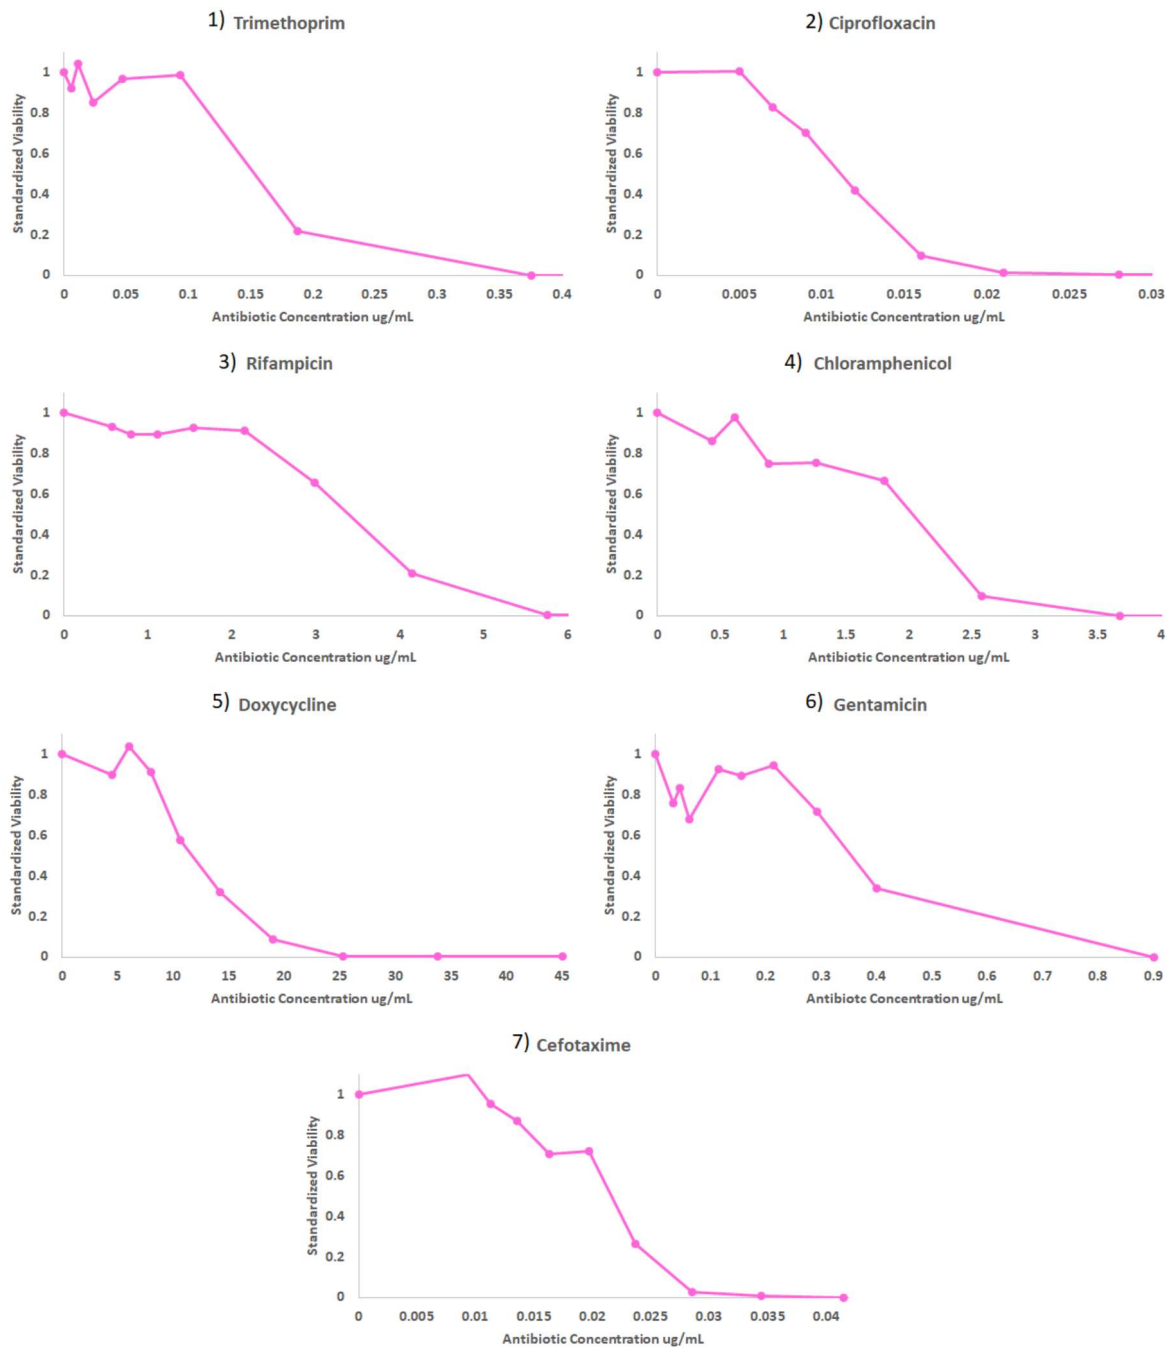 1) Trimethoprim
Standardized Viability
1
0.8
0.6
0.4
0.2
0
0 0.05 0.1 0.15 0.2 0.25 0.3 0.35 0.4
Antibiotic Concentration ug/mL
2) Ciprofloxacin
Standardized Viability
1
0.8
0.6
0.4
0.2
0
0 0.005 0.01 0.015 0.02 0.025 0.03
Antibiotic Concentration ug/mL
3) Rifampicin
Standardized Viability
1
0.8
0.6
0.4
0.2
0
0 1 2 3 4 5 6
Antibiotic Concentration ug/mL
4) Chloramphenicol
Standardized Viability
1
0.8
0.6
0.4
0.2
0
0 0.5 1 1.5 2 2.5 3 3.5 4
Antibiotic Concentration ug/mL
5) Doxycycline
Standardized Viability
1
0.8
0.6
0.4
0.2
0
0 5 10 15 20 25 30 35 40 45
Antibiotic Concentration ug/mL
6) Gentamicin
Standardized Viability
1
0.8
0.6
0.4
0.2
0
0 0.1 0.2 0.3 0.4 0.5 0.6 0.7 0.8 0.9
Antibiotc Concentration ug/mL
7) Cefotaxime
Standardized Viability
1
0.8
0.6
0.4
0.2
0
0 0.005 0.01 0.015 0.02 0.025 0.03 0.035 0.04
Antibiotic Concentration ug/mL